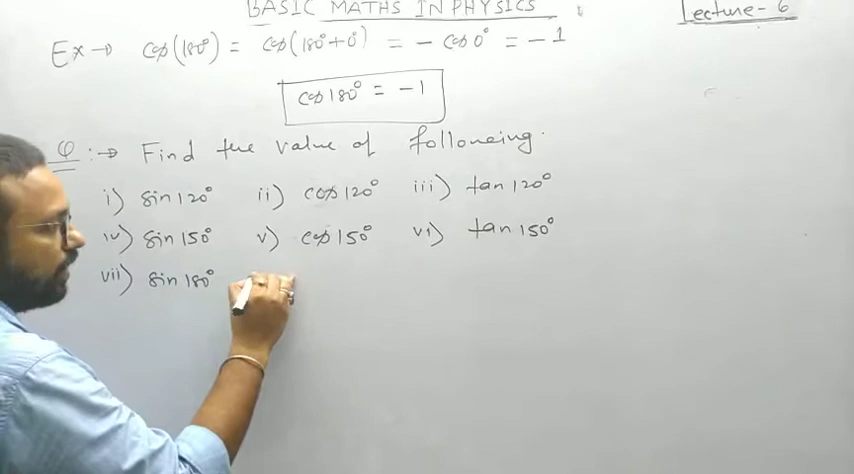 BASIC MATHS IN PHYSICS
Lecture - 6
Ex → cos(180°) = cos(180°+0°) = - cos 0° = -1
cos 180° = -1
Q :→ Find the value of following.
i) sin 120° ii) cos 120° iii) tan 120°
iv) sin 150° v) cos 150° vi) tan 150°
vii) sin 180°